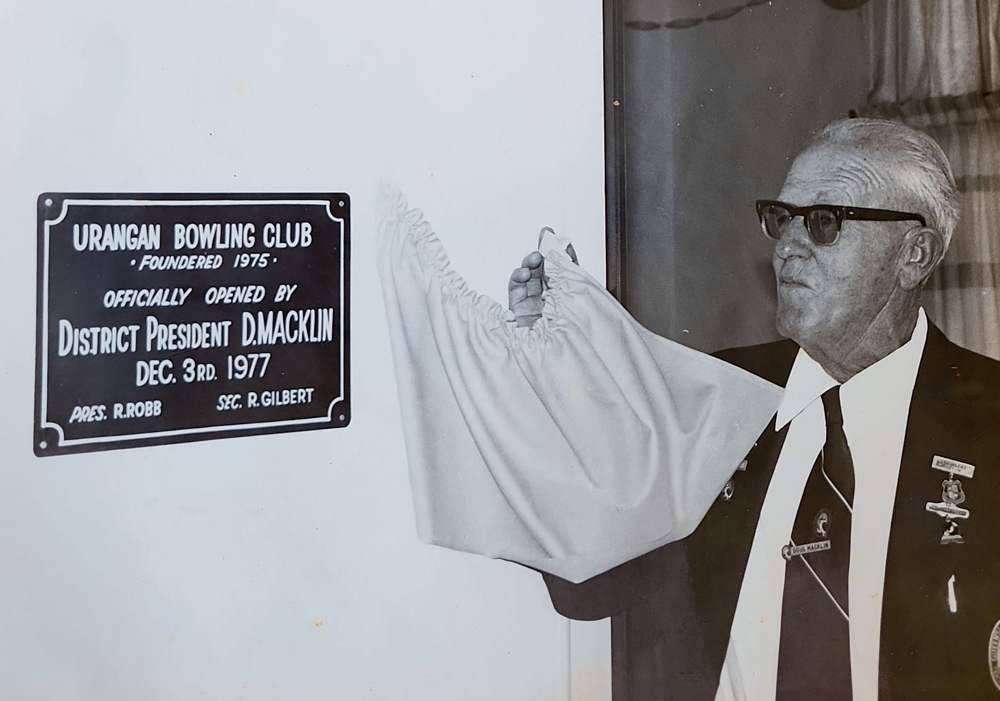 URANGAN BOWLING CLUB
· FOUNDERED 1975 ·
OFFICIALLY OPENED BY
DISTRICT PRESIDENT D.MACKLIN
DEC. 3RD. 1977
PRES. R.ROBB SEC. R.GILBERT
DOUG MACKLIN
PRESIDENT